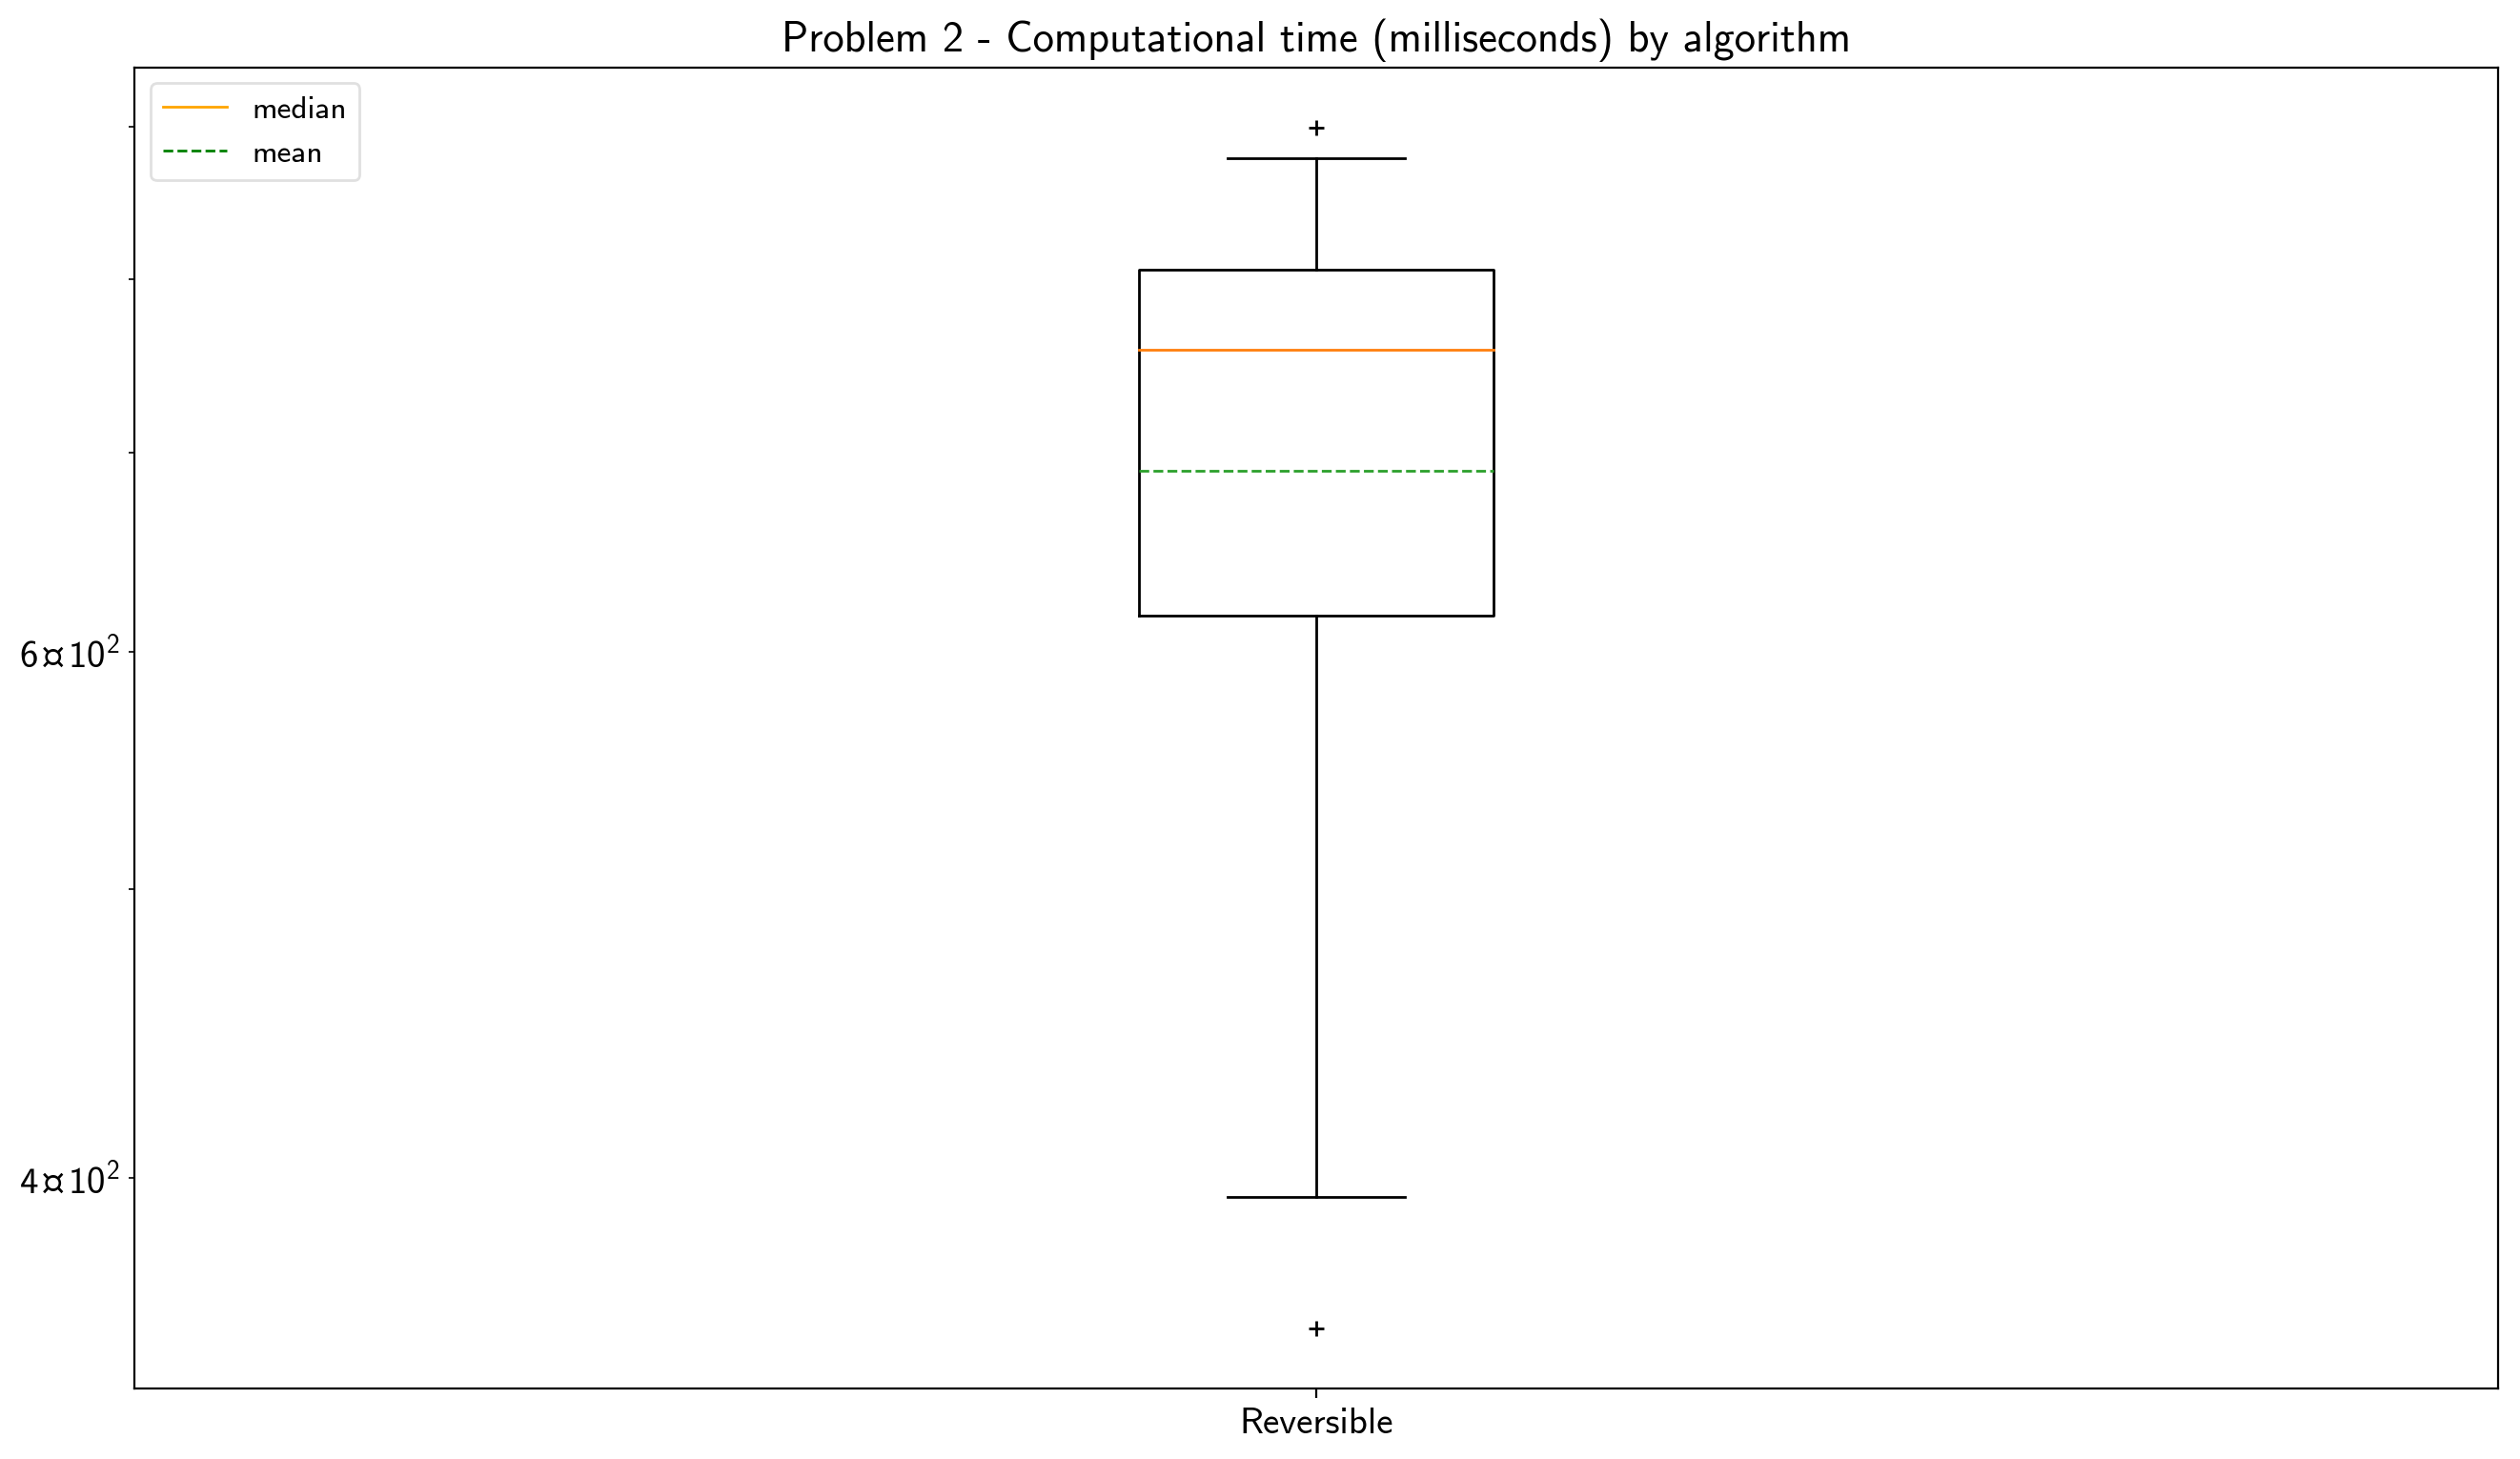 Problem 2 - Computational time (milliseconds) by algorithm
median
mean
6¤10²
4¤10²
Reversible